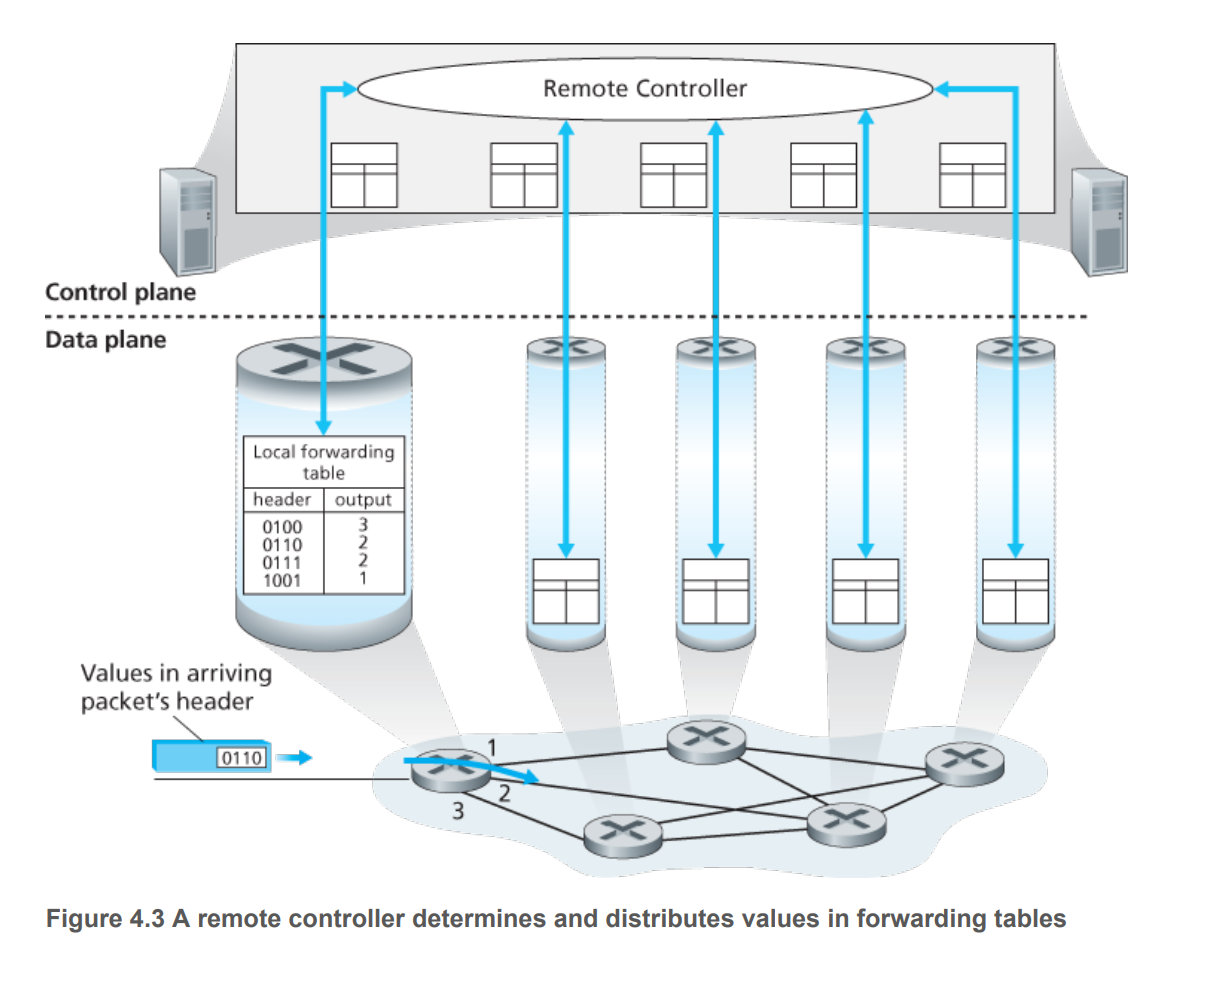 Remote Controller
Control plane
Data plane
Local forwarding
table
header output
0100 3
0110 2
0111 2
1001 1
Values in arriving
packet's header
0110
1
2
3
Figure 4.3 A remote controller determines and distributes values in forwarding tables